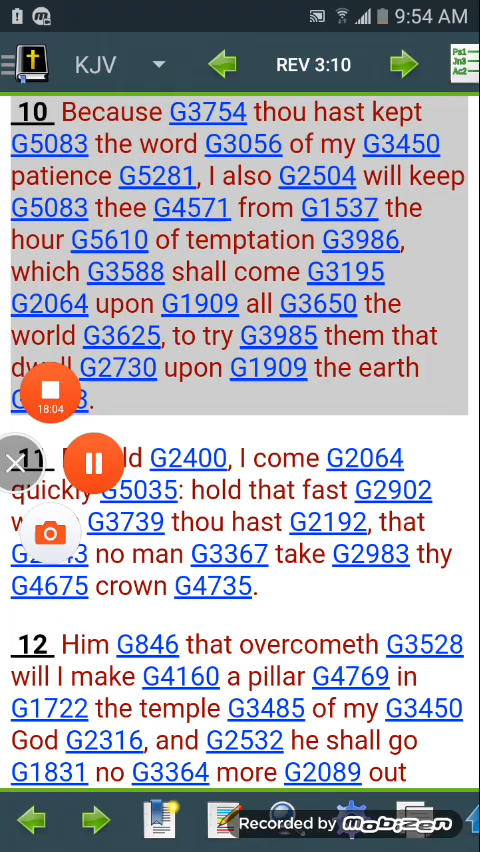 9:54 AM
KJV REV 3:10 Ps1 Jn3 Ac2
10 Because G3754 thou hast kept
G5083 the word G3056 of my G3450
patience G5281, I also G2504 will keep
G5083 thee G4571 from G1537 the
hour G5610 of temptation G3986,
which G3588 shall come G3195
G2064 upon G1909 all G3650 the
world G3625, to try G3985 them that
G2730 upon G1909 the earth
18:04
11 G2400, I come G2064
quickly G5035: hold that fast G2902
G3739 thou hast G2192, that
no man G3367 take G2983 thy
G4675 crown G4735.
12 Him G846 that overcometh G3528
will I make G4160 a pillar G4769 in
G1722 the temple G3485 of my G3450
God G2316, and G2532 he shall go
G1831 no G3364 more G2089 out
Recorded by mobizen